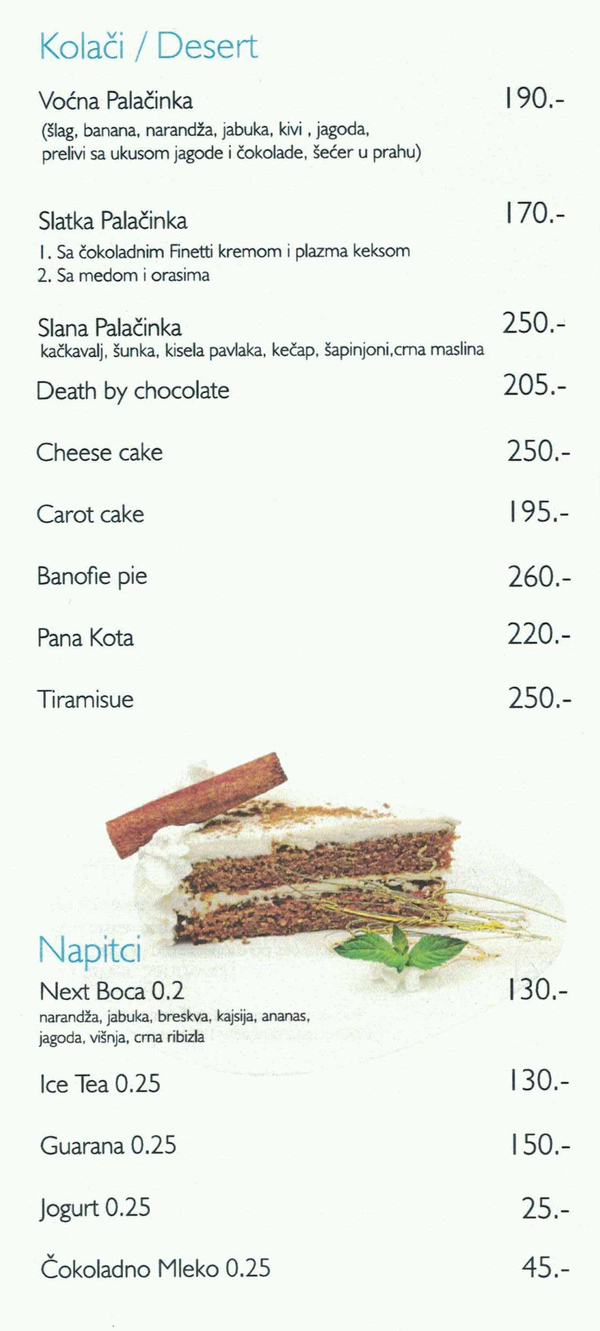 Kolači / Desert
Voćna Palačinka 190.-
(šlag, banana, narandža, jabuka, kivi , jagoda,
prelivi sa ukusom jagode i čokolade, šećer u prahu)
Slatka Palačinka 170.-
1. Sa čokoladnim Finetti kremom i plazma keksom
2. Sa medom i orasima
Slana Palačinka 250.-
kačkavalj, šunka, kisela pavlaka, kečap, šapinjoni,crna maslina
Death by chocolate 205.-
Cheese cake 250.-
Carot cake 195.-
Banofie pie 260.-
Pana Kota 220.-
Tiramisue 250.-
Napitci
Next Boca 0.2 130.-
narandža, jabuka, breskva, kajsija, ananas,
jagoda, višnja, crna ribizla
Ice Tea 0.25 130.-
Guarana 0.25 150.-
Jogurt 0.25 25.-
Čokoladno Mleko 0.25 45.-